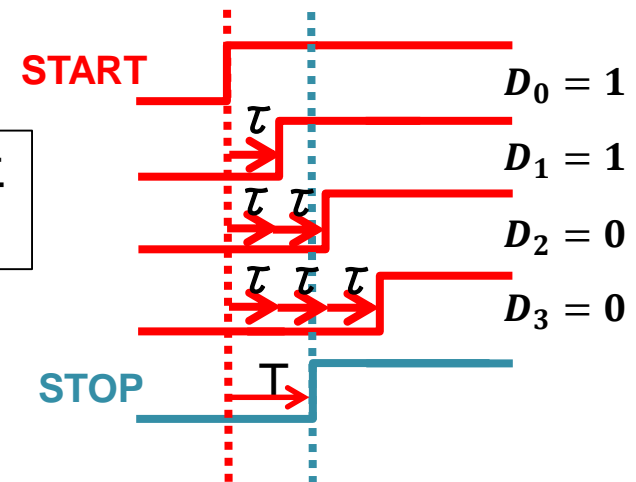 START
D₀ = 1
τ
D₁ = 1
τ τ
D₂ = 0
τ τ τ
D₃ = 0
STOP
T